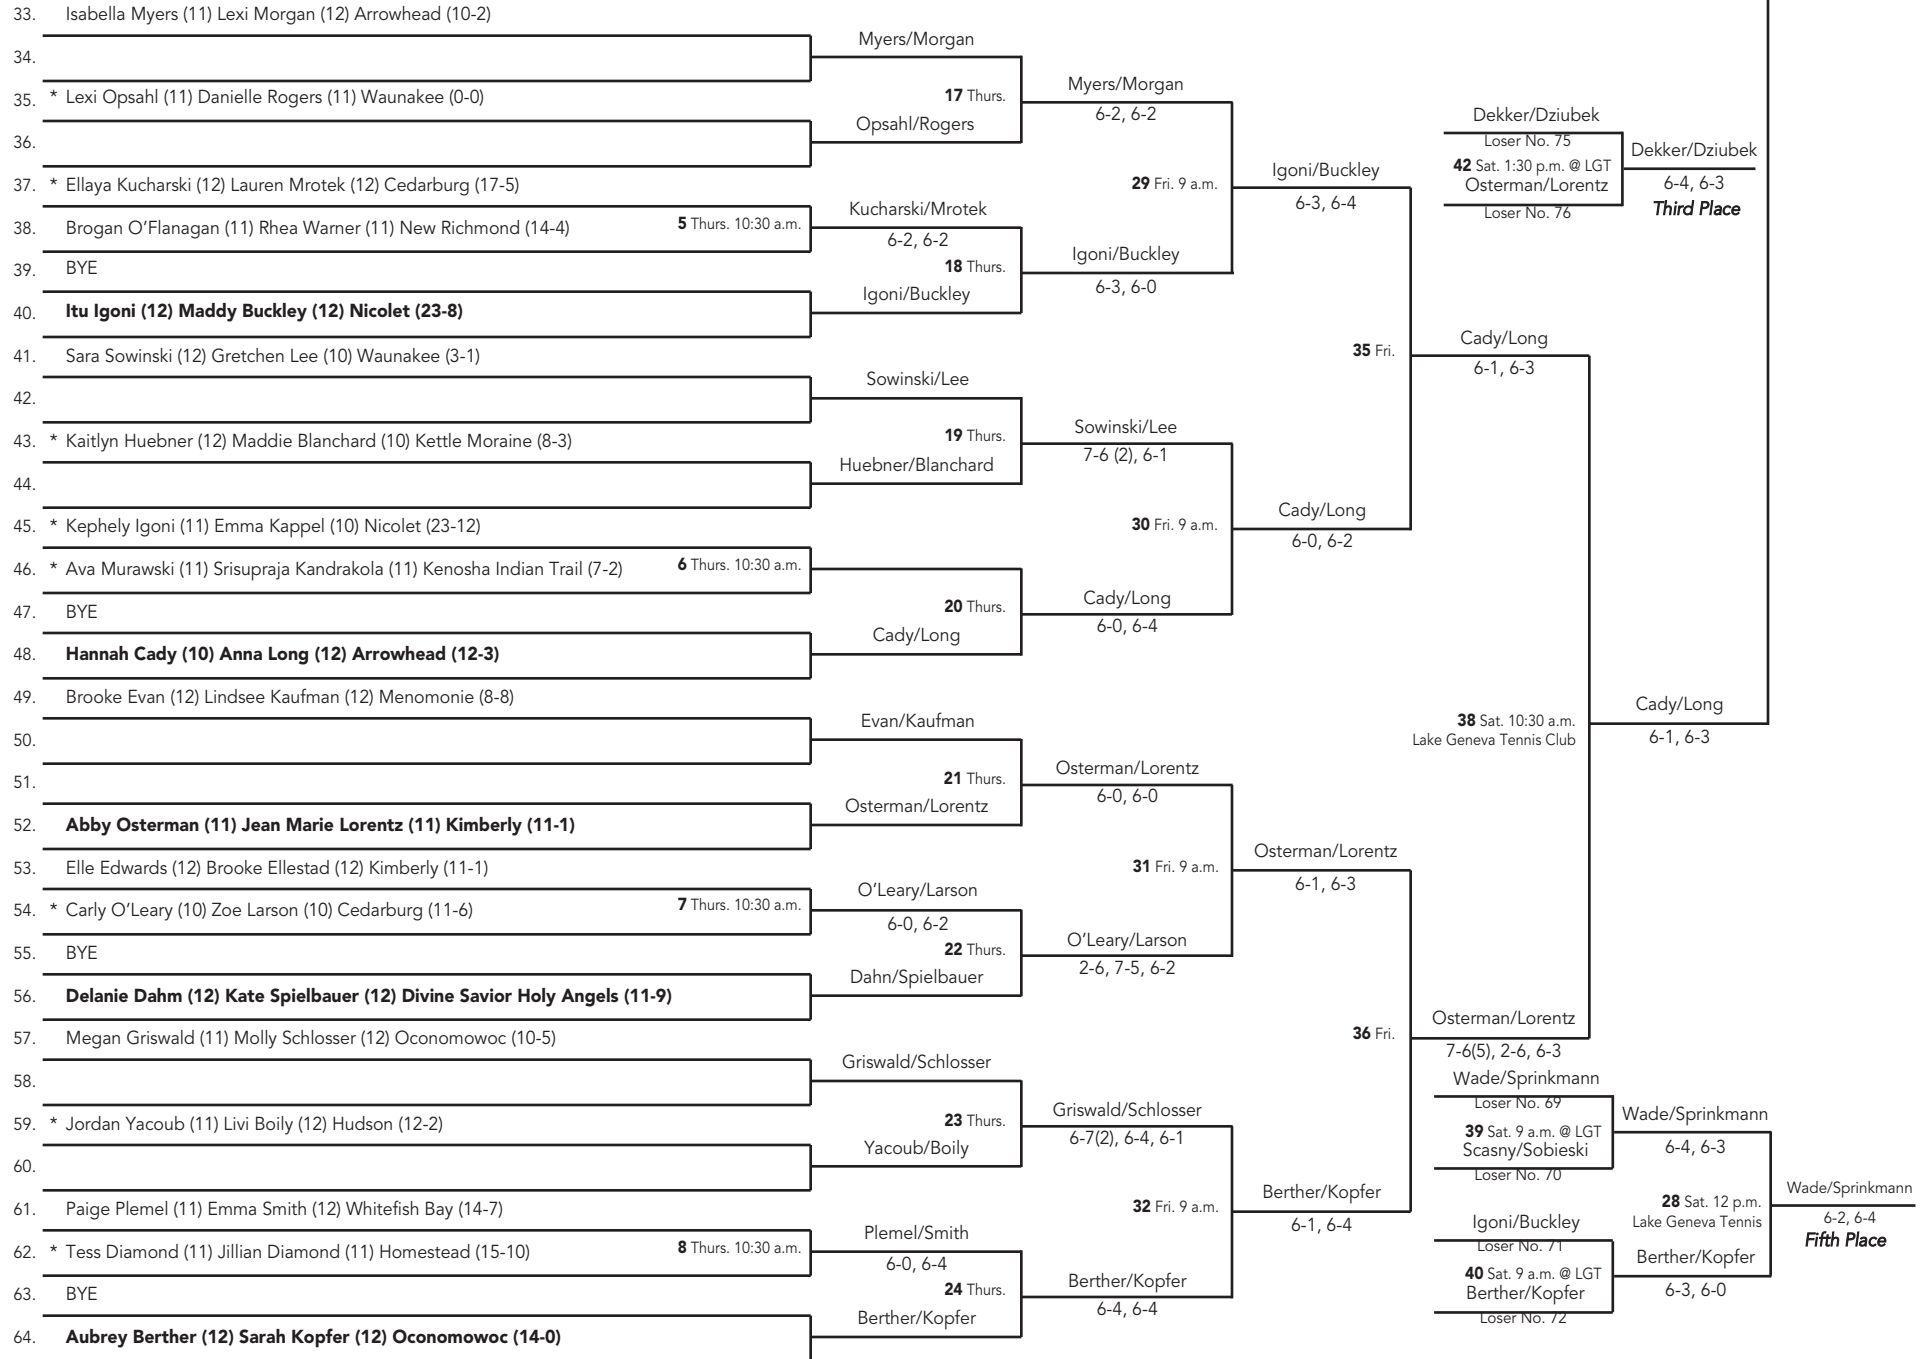 33. Isabella Myers (11) Lexi Morgan (12) Arrowhead (10-2)
34.
35. * Lexi Opsahl (11) Danielle Rogers (11) Waunakee (0-0)
36.
37. * Ellaya Kucharski (12) Lauren Mrotek (12) Cedarburg (17-5)
38. Brogan O'Flanagan (11) Rhea Warner (11) New Richmond (14-4)
39. BYE
40. Itu Igoni (12) Maddy Buckley (12) Nicolet (23-8)
41. Sara Sowinski (12) Gretchen Lee (10) Waunakee (3-1)
42.
43. * Kaitlyn Huebner (12) Maddie Blanchard (10) Kettle Moraine (8-3)
44.
45. * Kephely Igoni (11) Emma Kappel (10) Nicolet (23-12)
46. * Ava Murawski (11) Srisupraja Kandrakola (11) Kenosha Indian Trail (7-2)
47. BYE
48. Hannah Cady (10) Anna Long (12) Arrowhead (12-3)
49. Brooke Evan (12) Lindsee Kaufman (12) Menomonie (8-8)
50.
51.
52. Abby Osterman (11) Jean Marie Lorentz (11) Kimberly (11-1)
53. Elle Edwards (12) Brooke Ellestad (12) Kimberly (11-1)
54. * Carly O'Leary (10) Zoe Larson (10) Cedarburg (11-6)
55. BYE
56. Delanie Dahm (12) Kate Spielbauer (12) Divine Savior Holy Angels (11-9)
57. Megan Griswald (11) Molly Schlosser (12) Oconomowoc (10-5)
58.
59. * Jordan Yacoub (11) Livi Boily (12) Hudson (12-2)
60.
61. Paige Plemel (11) Emma Smith (12) Whitefish Bay (14-7)
62. * Tess Diamond (11) Jillian Diamond (11) Homestead (15-10)
63. BYE
64. Aubrey Berther (12) Sarah Kopfer (12) Oconomowoc (14-0)
5 Thurs. 10:30 a.m.
6 Thurs. 10:30 a.m.
7 Thurs. 10:30 a.m.
8 Thurs. 10:30 a.m.
Myers/Morgan
17 Thurs.
Opsahl/Rogers
Kucharski/Mrotek
6-2, 6-2
18 Thurs.
Igoni/Buckley
Sowinski/Lee
19 Thurs.
Huebner/Blanchard
20 Thurs.
Cady/Long
Evan/Kaufman
21 Thurs.
Osterman/Lorentz
O'Leary/Larson
6-0, 6-2
22 Thurs.
Dahn/Spielbauer
Griswald/Schlosser
23 Thurs.
Yacoub/Boily
Plemel/Smith
6-0, 6-4
24 Thurs.
Berther/Kopfer
Myers/Morgan
6-2, 6-2
29 Fri. 9 a.m.
Igoni/Buckley
6-3, 6-0
Sowinski/Lee
7-6 (2), 6-1
30 Fri. 9 a.m.
Cady/Long
6-0, 6-4
Osterman/Lorentz
6-0, 6-0
31 Fri. 9 a.m.
O'Leary/Larson
2-6, 7-5, 6-2
Griswald/Schlosser
6-7(2), 6-4, 6-1
32 Fri. 9 a.m.
Berther/Kopfer
6-4, 6-4
Igoni/Buckley
6-3, 6-4
35 Fri.
Cady/Long
6-0, 6-2
Osterman/Lorentz
6-1, 6-3
36 Fri.
Berther/Kopfer
6-1, 6-4
Cady/Long
6-1, 6-3
38 Sat. 10:30 a.m.
Lake Geneva Tennis Club
Osterman/Lorentz
7-6(5), 2-6, 6-3
Cady/Long
6-1, 6-3
Dekker/Dziubek
Loser No. 75
42 Sat. 1:30 p.m. @ LGT
Osterman/Lorentz
Loser No. 76
Dekker/Dziubek
6-4, 6-3
Third Place
Wade/Sprinkmann
Loser No. 69
39 Sat. 9 a.m. @ LGT
Scasny/Sobieski
Loser No. 70
Igoni/Buckley
Loser No. 71
40 Sat. 9 a.m. @ LGT
Berther/Kopfer
Loser No. 72
Wade/Sprinkmann
6-4, 6-3
28 Sat. 12 p.m.
Lake Geneva Tennis
Berther/Kopfer
6-3, 6-0
Wade/Sprinkmann
6-2, 6-4
Fifth Place